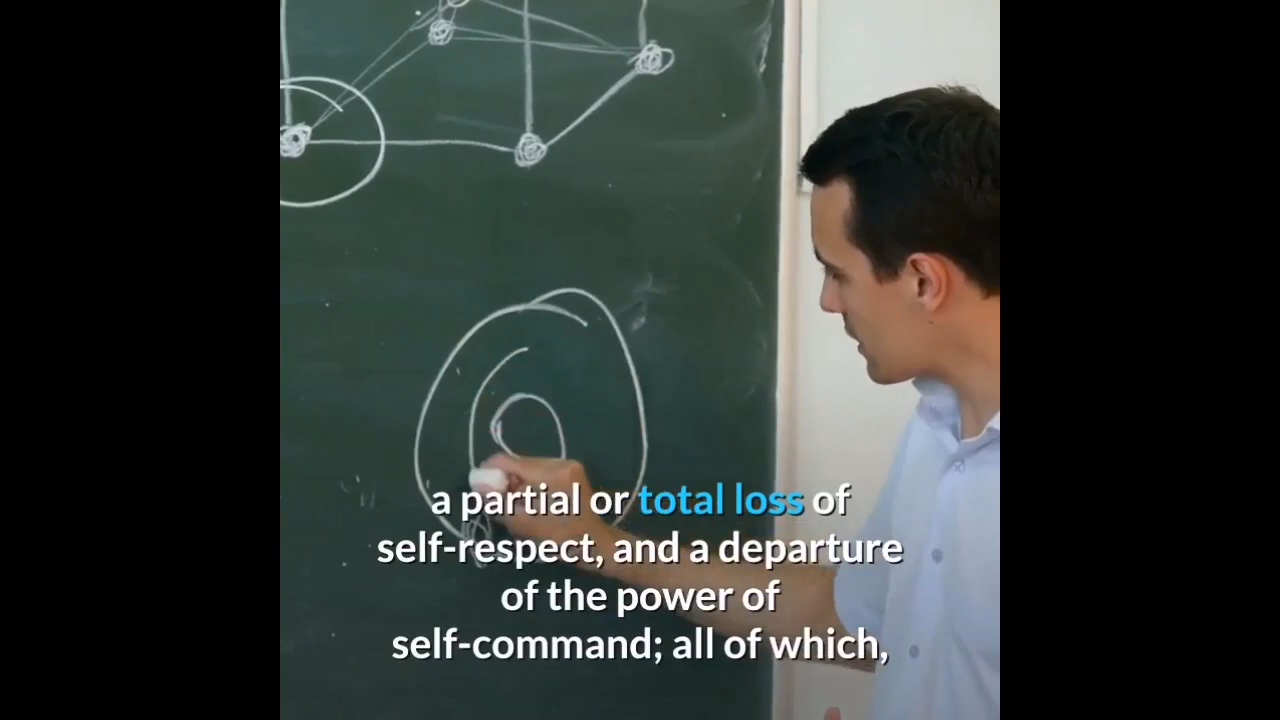 a partial or total loss of
self-respect, and a departure
of the power of
self-command; all of which,